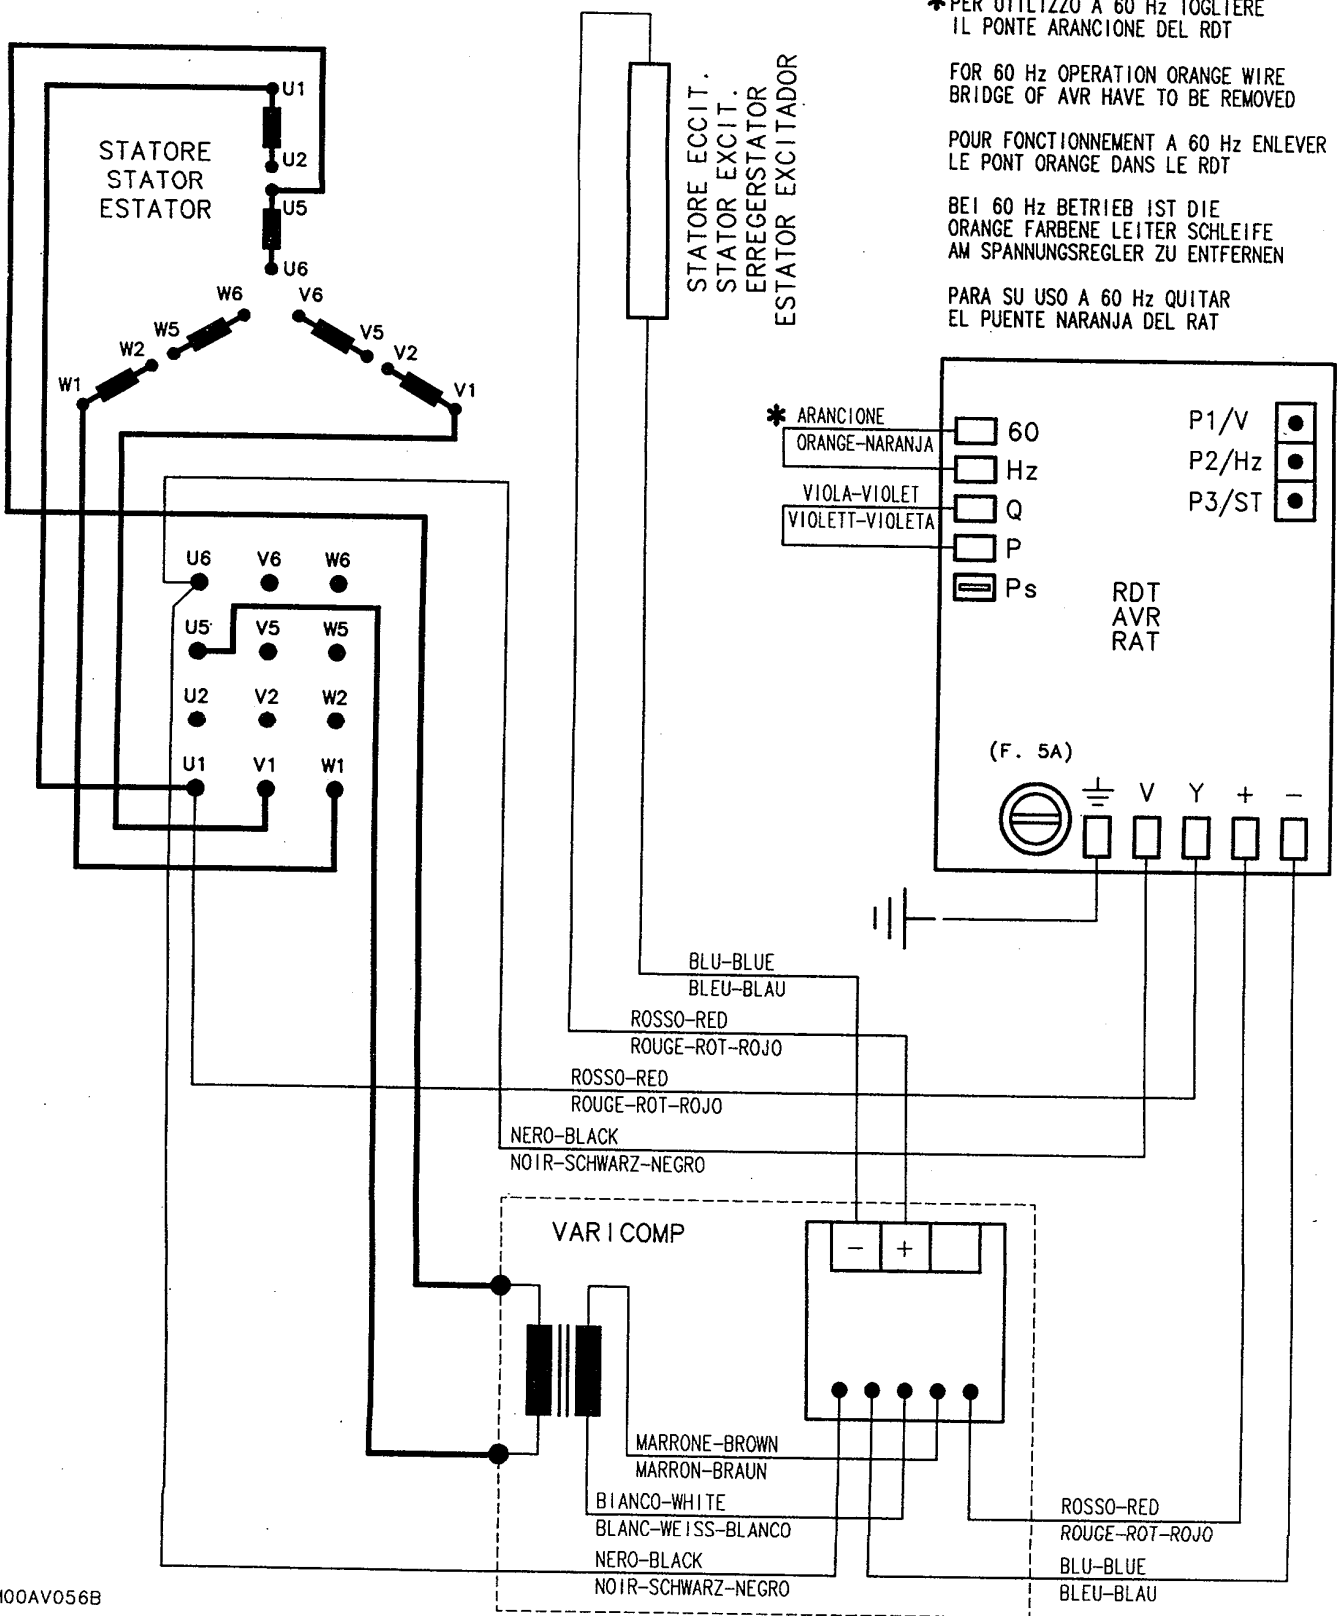 *PER UTILIZZO A 60 Hz TOGLIERE
IL PONTE ARANCIONE DEL RDT
FOR 60 Hz OPERATION ORANGE WIRE
BRIDGE OF AVR HAVE TO BE REMOVED
POUR FONCTIONNEMENT A 60 Hz ENLEVER
LE PONT ORANGE DANS LE RDT
BEI 60 Hz BETRIEB IST DIE
ORANGE FARBENE LEITER SCHLEIFE
AM SPANNUNGSREGLER ZU ENTFERNEN
PARA SU USO A 60 Hz QUITAR
EL PUENTE NARANJA DEL RAT
STATORE
STATOR
ESTATOR
U1
U2
U5
U6
W6
V6
W5
V5
W2
V2
W1
V1
STATORE ECCIT.
STATOR EXCIT.
ERREGERSTATOR
ESTATOR EXCITADOR
* ARANCIONE
ORANGE-NARANJA
VIOLA-VIOLET
VIOLETT-VIOLETA
60
Hz
Q
P
Ps
P1/V
P2/Hz
P3/ST
RDT
AVR
RAT
(F. 5A)
V Y + -
U6 V6 W6
U5 V5 W5
U2 V2 W2
U1 V1 W1
BLU-BLUE
BLEU-BLAU
ROSSO-RED
ROUGE-ROT-ROJO
ROSSO-RED
ROUGE-ROT-ROJO
NERO-BLACK
NOIR-SCHWARZ-NEGRO
VARICOMP
- +
MARRONE-BROWN
MARRON-BRAUN
BIANCO-WHITE
BLANC-WEISS-BLANCO
NERO-BLACK
NOIR-SCHWARZ-NEGRO
ROSSO-RED
ROUGE-ROT-ROJO
BLU-BLUE
BLEU-BLAU